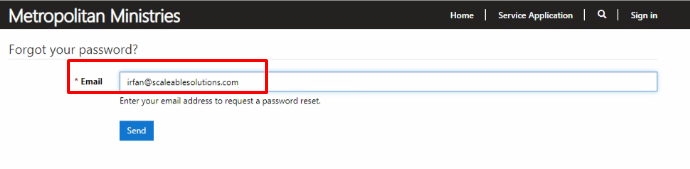 Metropolitan Ministries
Home | Service Application | Sign in
Forgot your password?
* Email irfan@scaleablesolutions.com
Enter your email address to request a password reset.
Send